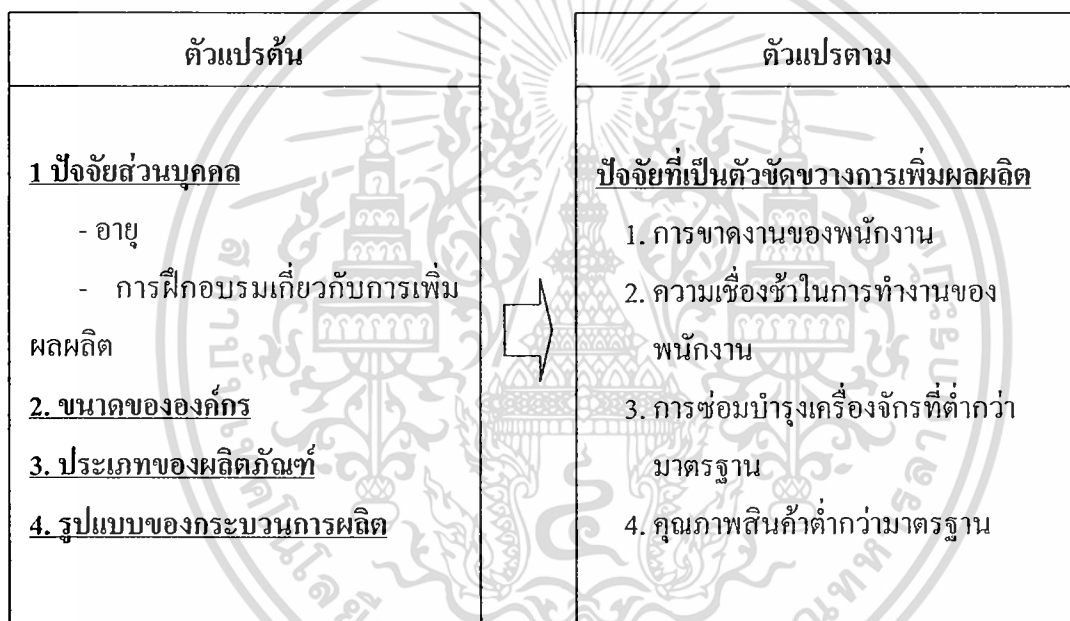 ตัวแปรต้น
1 ปัจจัยส่วนบุคคล
- อายุ
- การฝึกอบรมเกี่ยวกับการเพิ่ม
ผลผลิต
2. ขนาดขององค์กร
3. ประเภทของผลิตภัณฑ์
4. รูปแบบของกระบวนการผลิต
ตัวแปรตาม
ปัจจัยที่เป็นตัวขัดขวางการเพิ่มผลผลิต
1. การขาดงานของพนักงาน
2. ความเชื่องช้าในการทำงานของ
พนักงาน
3. การซ่อมบำรุงเครื่องจักรที่ต่ำกว่า
มาตรฐาน
4. คุณภาพสินค้าต่ำกว่ามาตรฐาน